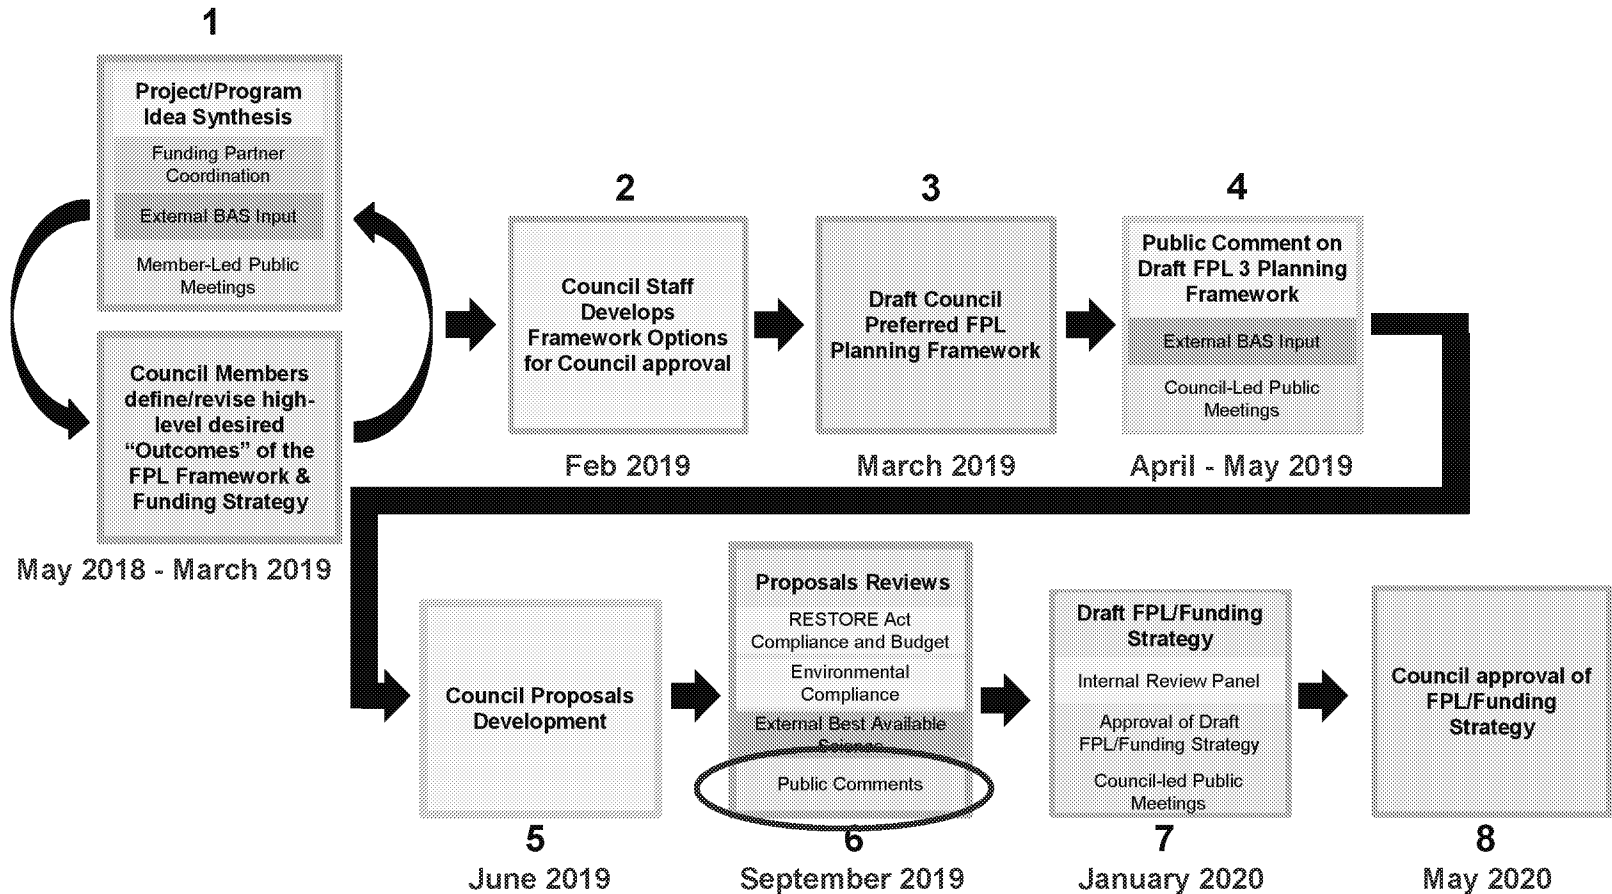 1
Project/Program
Idea Synthesis
Funding Partner
Coordination
External BAS Input
Member-Led Public
Meetings
Council Members
define/revise high-
level desired
“Outcomes” of the
FPL Framework &
Funding Strategy
May 2018 - March 2019
2
Council Staff
Develops
Framework Options
for Council approval
Feb 2019
3
Draft Council
Preferred FPL
Planning Framework
March 2019
4
Public Comment on
Draft FPL 3 Planning
Framework
External BAS Input
Council-Led Public
Meetings
April - May 2019
Council Proposals
Development
5
June 2019
Proposals Reviews
RESTORE Act
Compliance and Budget
Environmental
Compliance
External Best Available
Science
Public Comments
6
September 2019
Draft FPL/Funding
Strategy
Internal Review Panel
Approval of Draft
FPL/Funding Strategy
Council-led Public
Meetings
7
January 2020
Council approval of
FPL/Funding
Strategy
8
May 2020